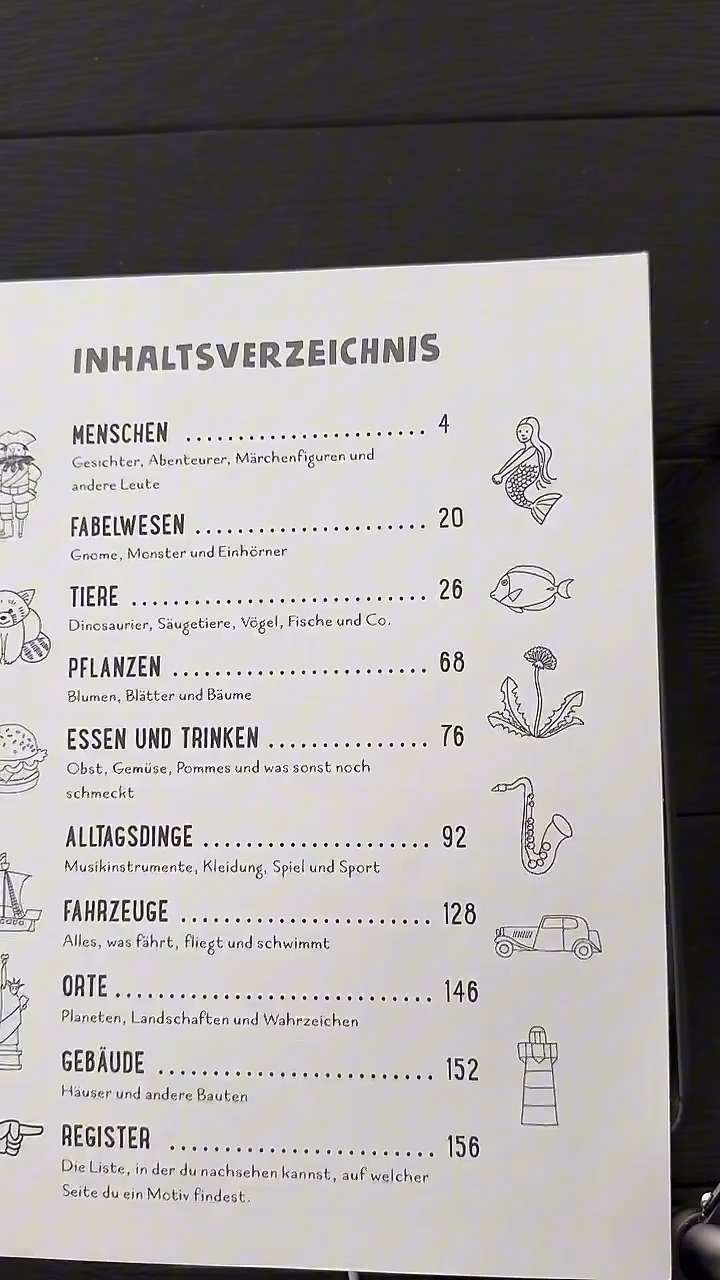 INHALTSVERZEICHNIS
MENSCHEN ....................... 4
Gesichter, Abenteurer, Märchenfiguren und
andere Leute
FABELWESEN ...................... 20
Gnome, Monster und Einhörner
TIERE ............................ 26
Dinosaurier, Säugetiere, Vögel, Fische und Co.
PFLANZEN ........................ 68
Blumen, Blätter und Bäume
ESSEN UND TRINKEN ............... 76
Obst, Gemüse, Pommes und was sonst noch
schmeckt
ALLTAGSDINGE ...................... 92
Musikinstrumente, Kleidung, Spiel und Sport
FAHRZEUGE ........................ 128
Alles, was fährt, fliegt und schwimmt
ORTE ............................... 146
Planeten, Landschaften und Wahrzeichen
GEBÄUDE ........................... 152
Häuser und andere Bauten
REGISTER .......................... 156
Die Liste, in der du nachsehen kannst, auf welcher
Seite du ein Motiv findest.